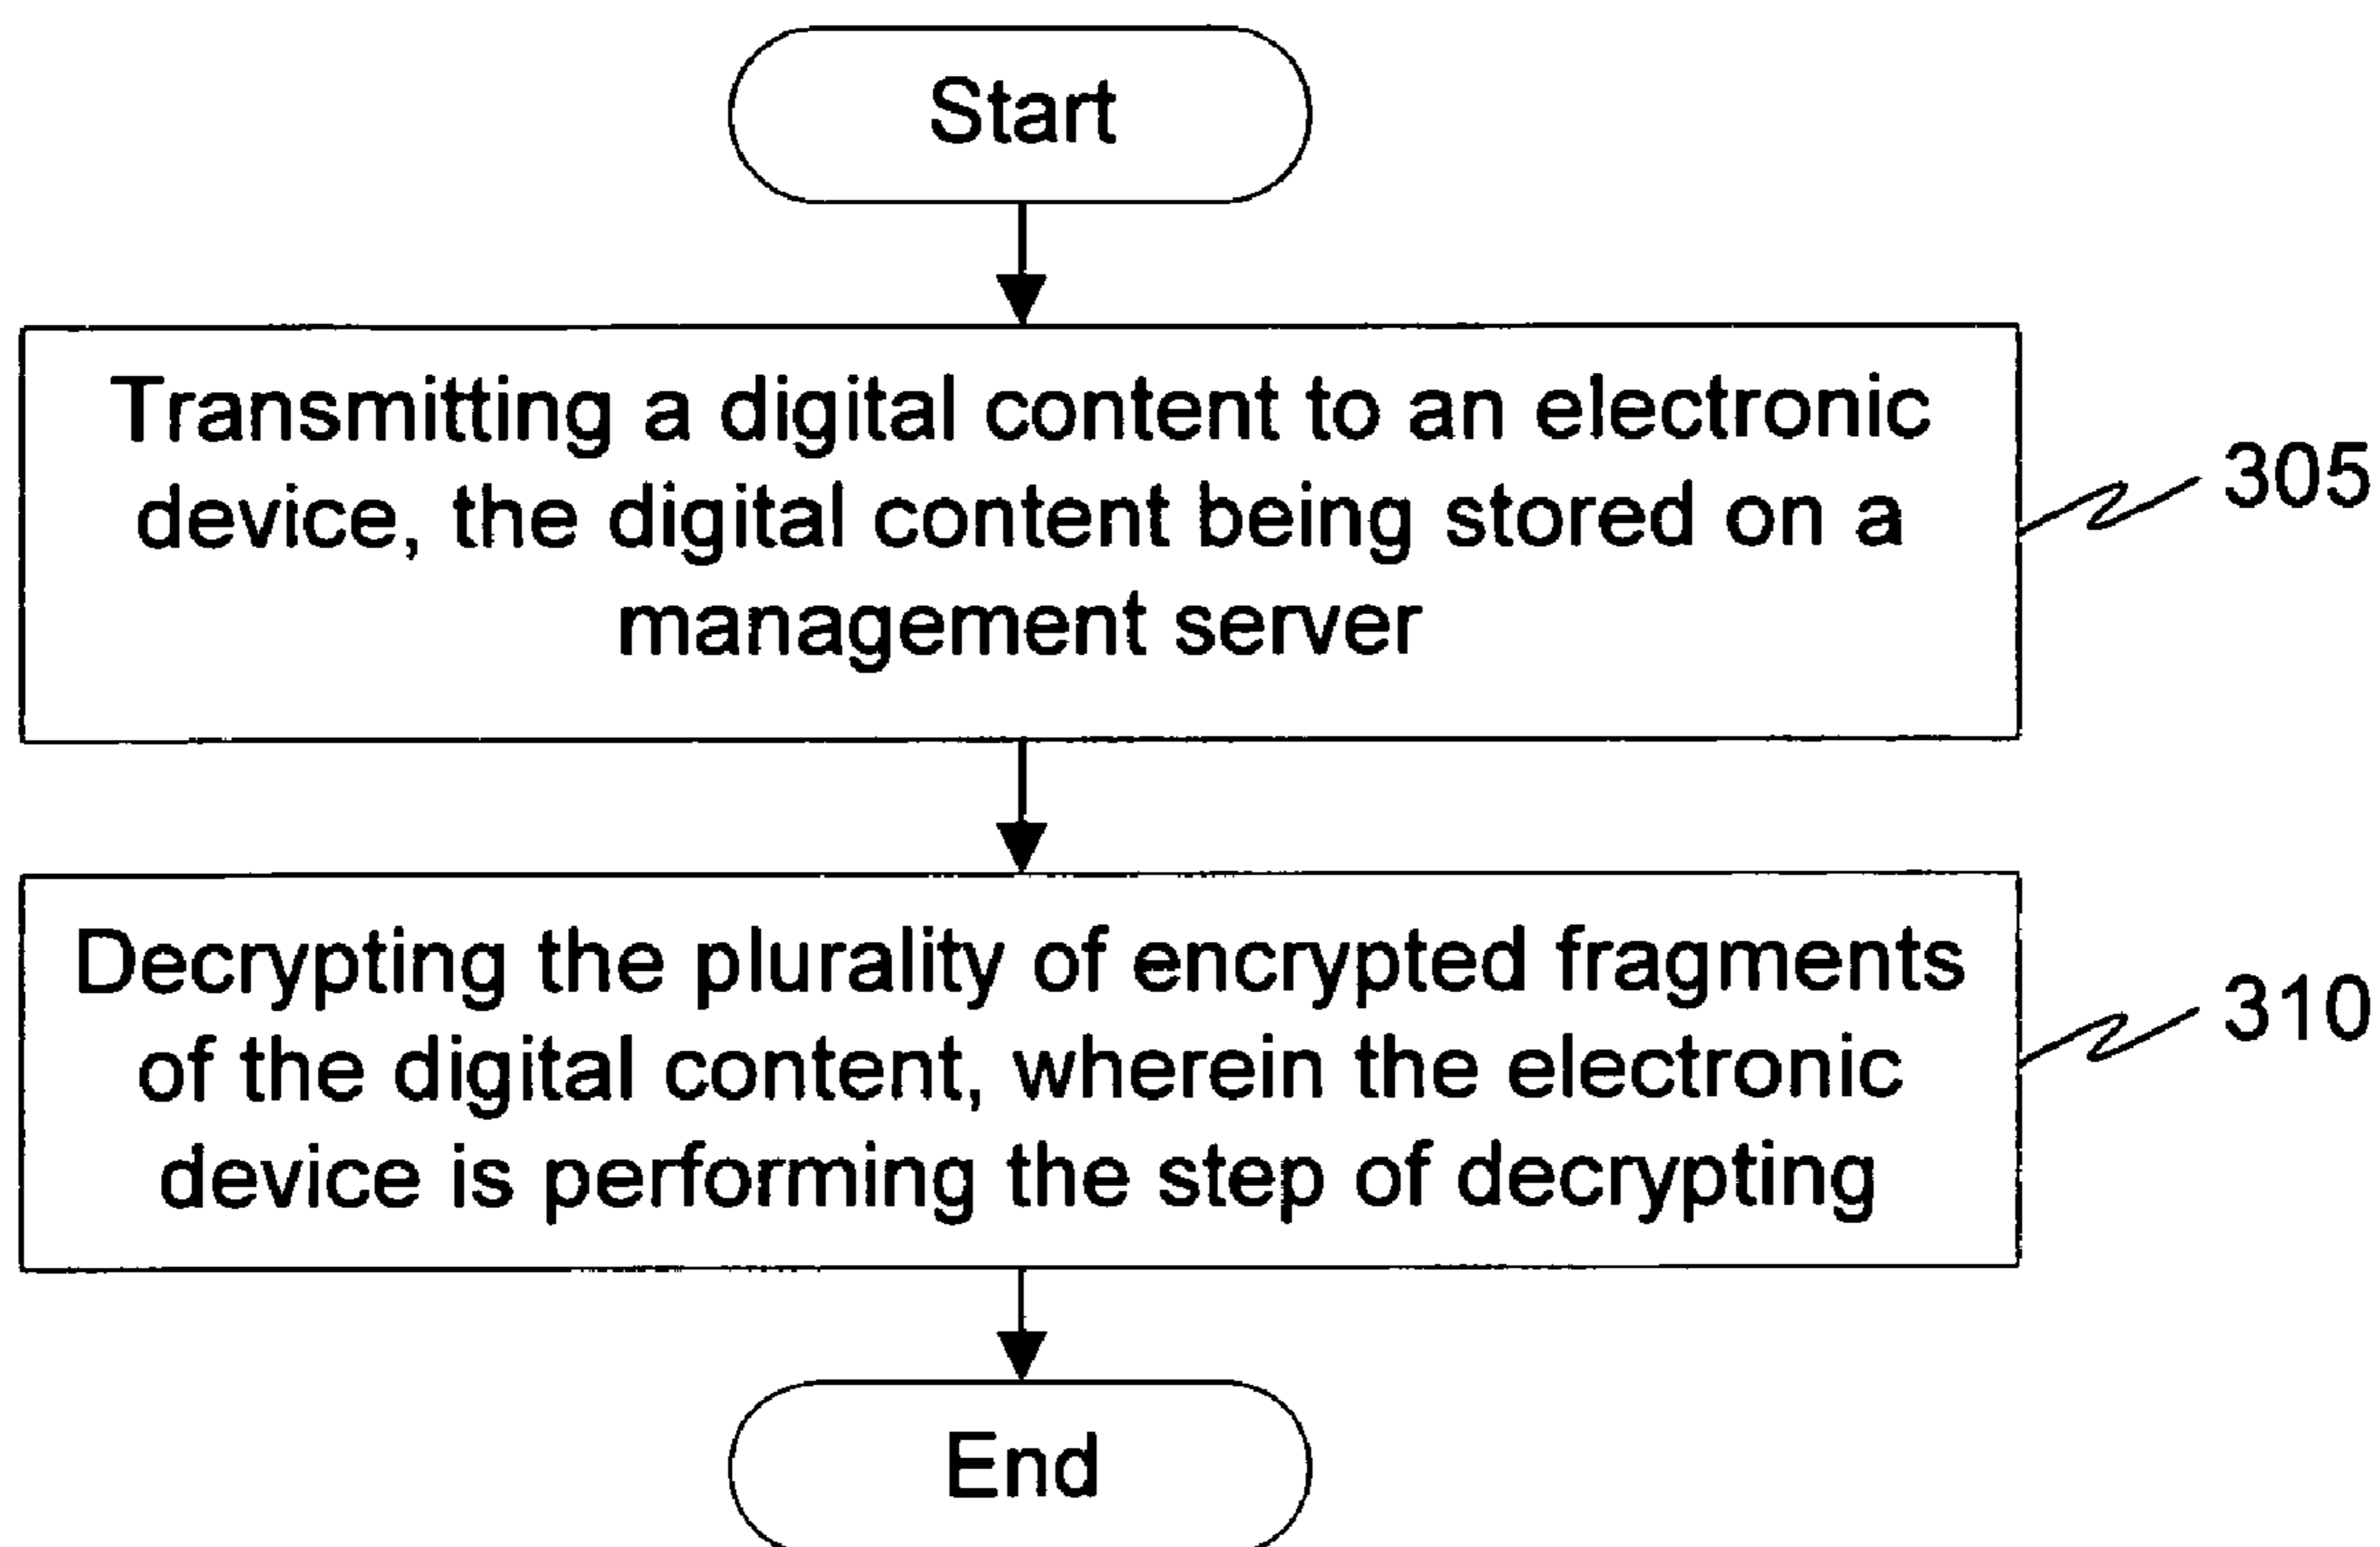 Start
Transmitting a digital content to an electronic
device, the digital content being stored on a
management server
305
Decrypting the plurality of encrypted fragments
of the digital content, wherein the electronic
device is performing the step of decrypting
310
End